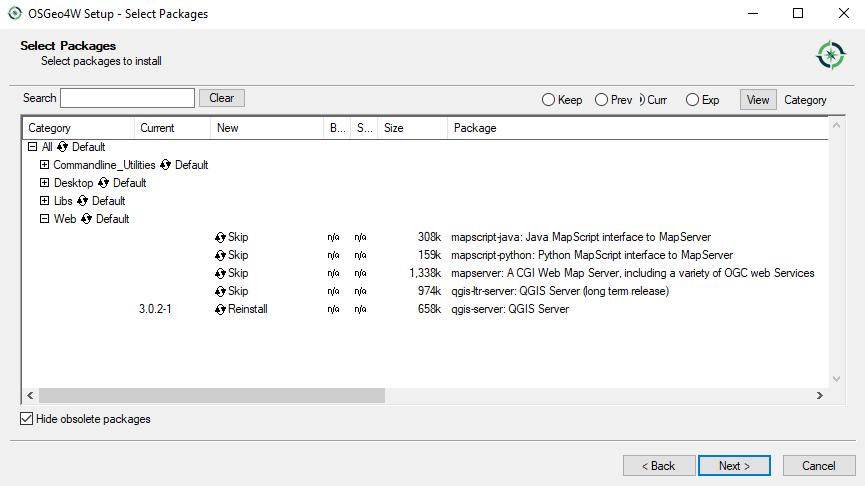 OSGeo4W Setup - Select Packages
Select Packages
Select packages to install
Search Clear Keep Prev Curr Exp View Category
Category Current New B... S... Size Package
All Default
Commandline_Utilities Default
Desktop Default
Libs Default
Web Default
Skip n/a n/a 308k mapscript-java: Java MapScript interface to MapServer
Skip n/a n/a 159k mapscript-python: Python MapScript interface to MapServer
Skip n/a n/a 1,338k mapserver: A CGI Web Map Server, including a variety of OGC web Services
Skip n/a n/a 974k qgis-ltr-server: QGIS Server (long term release)
3.0.2-1 Reinstall n/a n/a 658k qgis-server: QGIS Server
Hide obsolete packages
< Back Next > Cancel